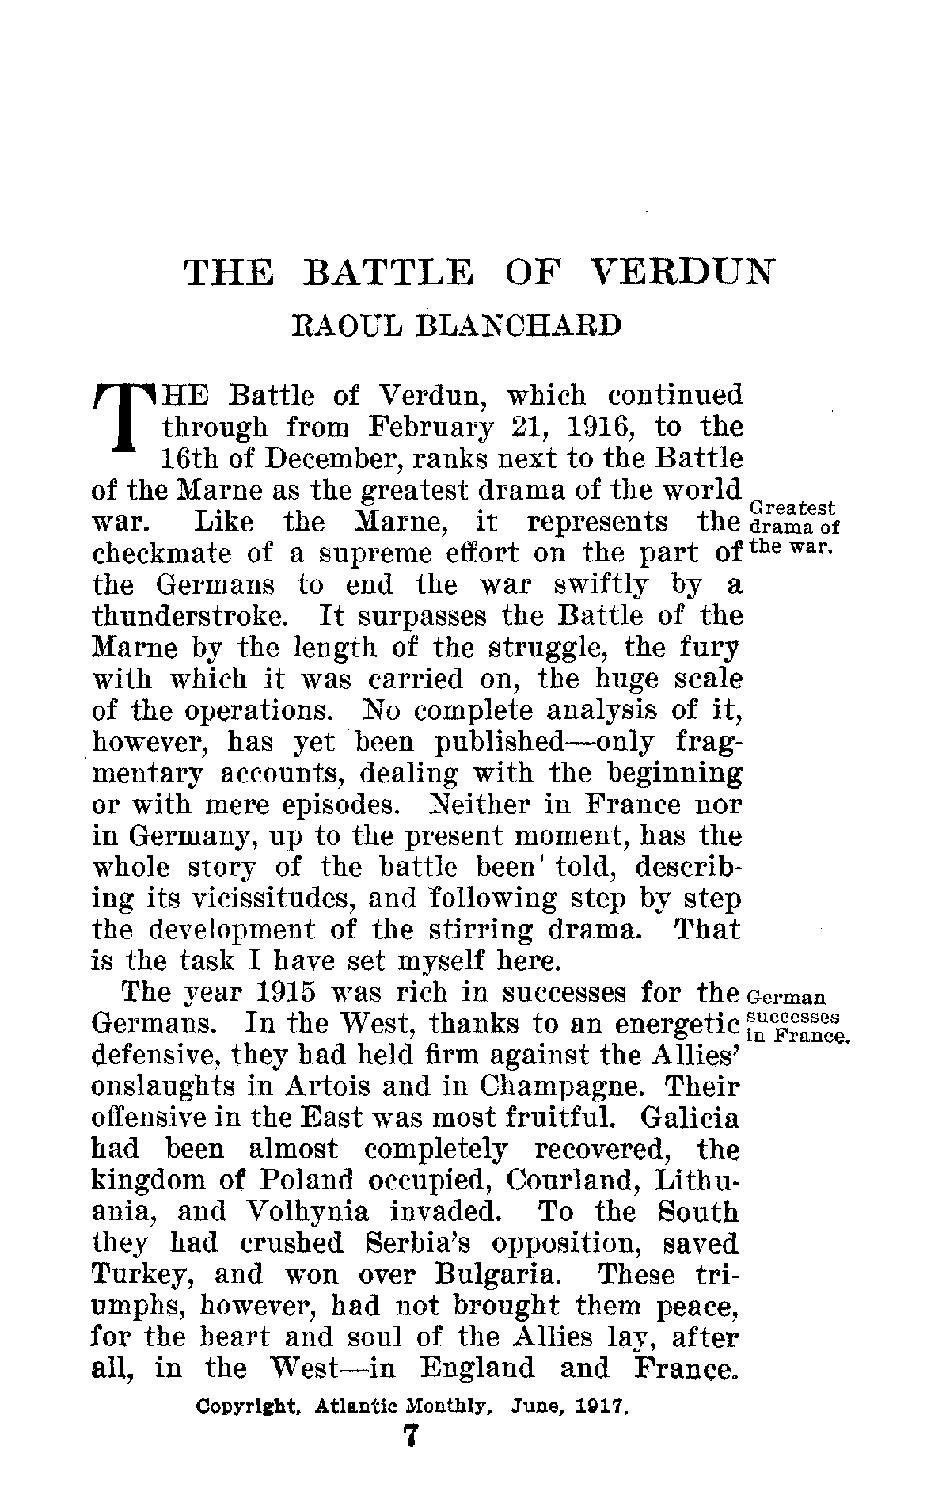 THE BATTLE OF VERDUN
RAOUL BLANCHARD
THE Battle of Verdun, which continued
through from February 21, 1916, to the
16th of December, ranks next to the Battle
of the Marne as the greatest drama of the world
war. Like the Marne, it represents the
checkmate of a supreme effort on the part of
the Germans to end the war swiftly by a
thunderstroke. It surpasses the Battle of the
Marne by the length of the struggle, the fury
with which it was carried on, the huge scale
of the operations. No complete analysis of it,
however, has yet been published—only frag-
mentary accounts, dealing with the beginning
or with mere episodes. Neither in France nor
in Germany, up to the present moment, has the
whole story of the battle been' told, describ-
ing its vicissitudes, and following step by step
the development of the stirring drama. That
is the task I have set myself here.
Greatest
drama of
the war.
The year 1915 was rich in successes for the
Germans. In the West, thanks to an energetic
defensive, they had held firm against the Allies'
onslaughts in Artois and in Champagne. Their
offensive in the East was most fruitful. Galicia
had been almost completely recovered, the
kingdom of Poland occupied, Courland, Lithu-
ania, and Volhynia invaded. To the South
they had crushed Serbia's opposition, saved
Turkey, and won over Bulgaria. These tri-
umphs, however, had not brought them peace,
for the heart and soul of the Allies lay, after
all, in the West—in England and France.
German
successes
in France.
Copyright, Atlantic Monthly, June, 1917.
7